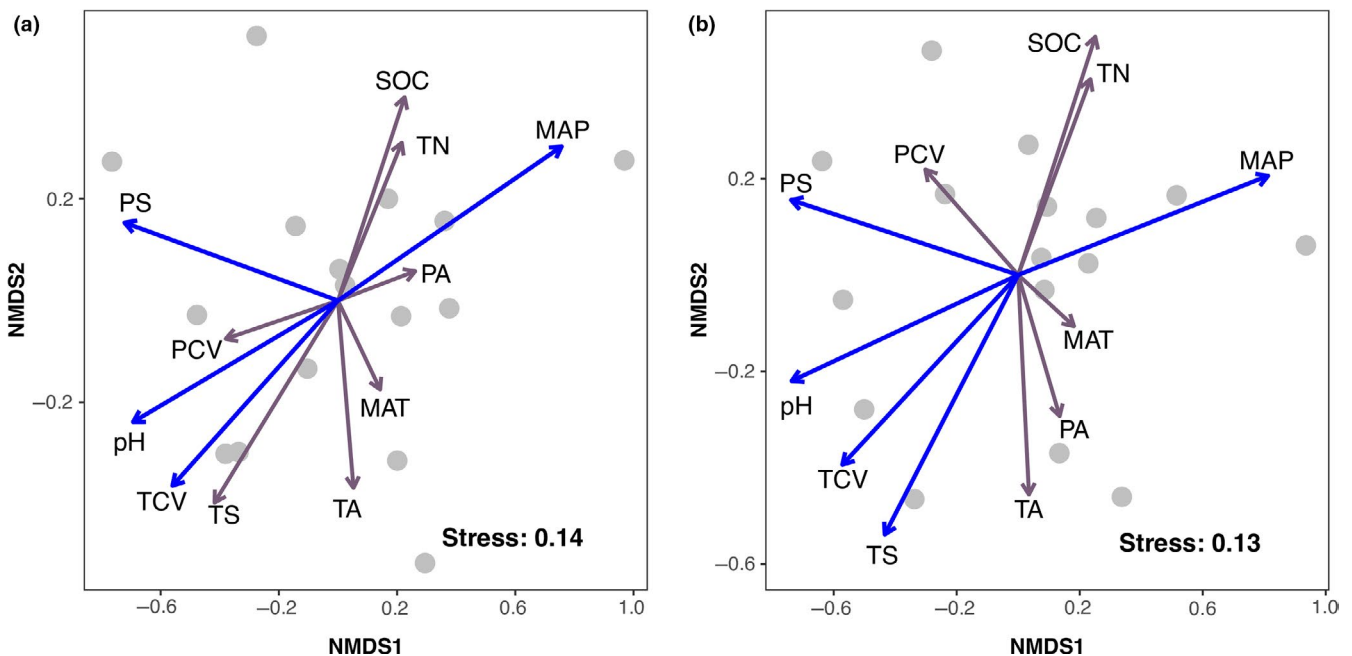 (a)
SOC
TN
MAP
PS
PA
PCV
MAT
pH
TCV
TS
TA
Stress: 0.14
0.2
−0.2
−0.6
−0.2
0.2
0.6
1.0
NMDS1
NMDS2
(b)
SOC
TN
PCV
MAP
PS
MAT
pH
PA
TCV
TA
TS
Stress: 0.13
0.2
−0.2
−0.6
−0.6
−0.2
0.2
0.6
1.0
NMDS1
NMDS2